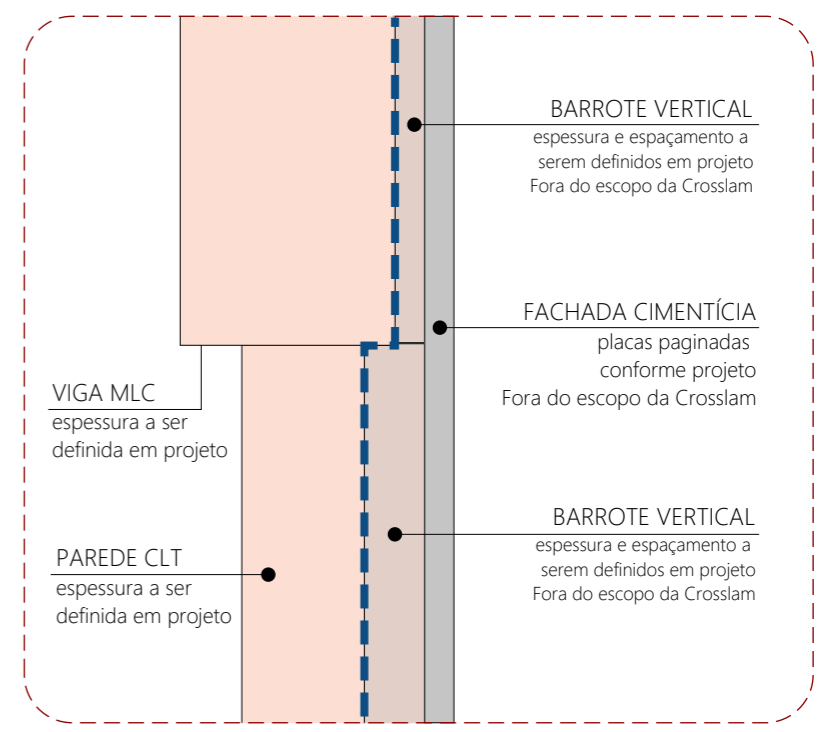 BARROTE VERTICAL
espessura e espaçamento a
serem definidos em projeto
Fora do escopo da Crosslam
FACHADA CIMENTÍCIA
placas paginadas
conforme projeto
Fora do escopo da Crosslam
VIGA MLC
espessura a ser
definida em projeto
BARROTE VERTICAL
espessura e espaçamento a
serem definidos em projeto
Fora do escopo da Crosslam
PAREDE CLT
espessura a ser
definida em projeto